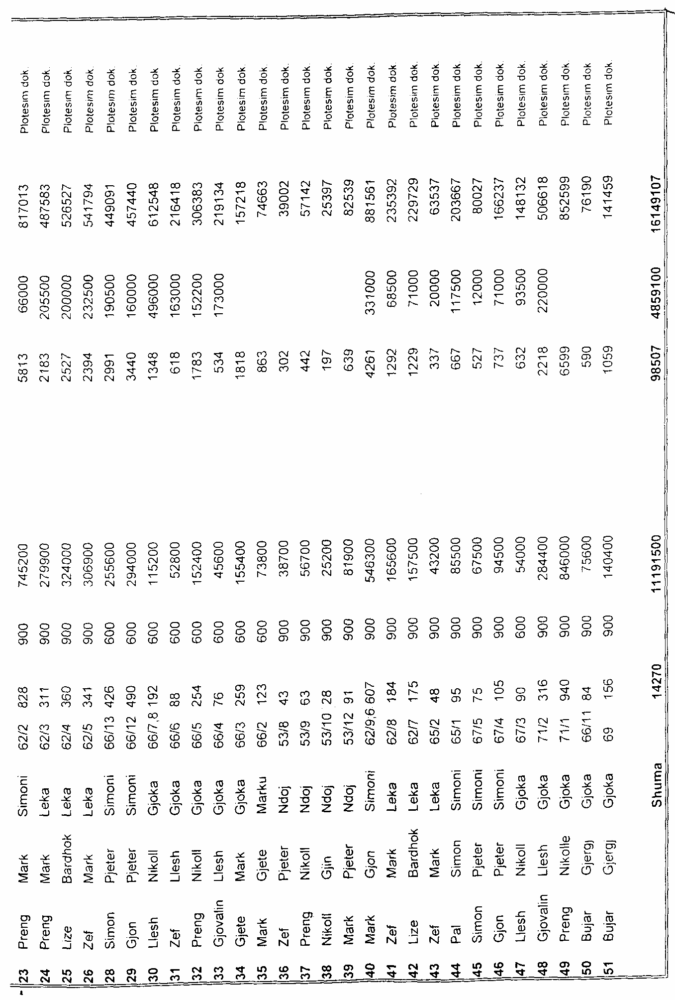 23 Preng Mark Simoni 62/2 828 900 745200 5813 66000 817013 Plotesim dok.
24 Preng Mark Leka 62/3 311 900 279900 2183 205500 487583 Plotesim dok.
25 Lize Bardhok Leka 62/4 360 900 324000 2527 200000 526527 Plotesim dok.
26 Zef Mark Leka 62/5 341 900 306900 2394 232500 541794 Plotesim dok.
28 Simon Pjeter Simoni 66/13 426 600 255600 2991 190500 449091 Plotesim dok.
29 Gjon Pjeter Simoni 66/12 490 600 294000 3440 160000 457440 Plotesim dok.
30 Llesh Nikoll Gjoka 66/7,8 192 600 115200 1348 496000 612548 Plotesim dok.
31 Zef Llesh Gjoka 66/6 88 600 52800 618 163000 216418 Plotesim dok.
32 Preng Nikoll Gjoka 66/5 254 600 152400 1783 152200 306383 Plotesim dok.
33 Gjovalin Llesh Gjoka 66/4 76 600 45600 534 173000 219134 Plotesim dok.
34 Gjete Mark Gjoka 66/3 259 600 155400 1818 157218 Plotesim dok.
35 Mark Gjete Marku 66/2 123 600 73800 863 74663 Plotesim dok.
36 Zef Pjeter Ndoj 53/8 43 900 38700 302 39002 Plotesim dok.
37 Preng Nikoll Ndoj 53/9 63 900 56700 442 57142 Plotesim dok.
38 Nikoll Gjin Ndoj 53/10 28 900 25200 197 25397 Plotesim dok.
39 Mark Pjeter Ndoj 53/12 91 900 81900 639 82539 Plotesim dok.
40 Mark Gjon Simoni 62/9,6 607 900 546300 4261 331000 881561 Plotesim dok.
41 Zef Mark Leka 62/8 184 900 165600 1292 68500 235392 Plotesim dok.
42 Lize Bardhok Leka 62/7 175 900 157500 1229 71000 229729 Plotesim dok.
43 Zef Mark Leka 65/2 48 900 43200 337 20000 63537 Plotesim dok.
44 Pal Simon Simoni 65/1 95 900 85500 667 117500 203667 Plotesim dok.
45 Simon Pjeter Simoni 67/5 75 900 67500 527 12000 80027 Plotesim dok.
46 Gjon Pjeter Simoni 67/4 105 900 94500 737 71000 166237 Plotesim dok.
47 Llesh Nikoll Gjoka 67/3 90 600 54000 632 93500 148132 Plotesim dok.
48 Gjovalin Llesh Gjoka 71/2 316 900 284400 2218 220000 506618 Plotesim dok.
49 Preng Nikolle Gjoka 71/1 940 900 846000 6599 852599 Plotesim dok.
50 Bujar Gjergj Gjoka 66/11 84 900 75600 590 76190 Plotesim dok.
51 Bujar Gjergj Gjoka 69 156 900 140400 1059 141459 Plotesim dok.
Shuma 14270 11191500 98507 4859100 16149107